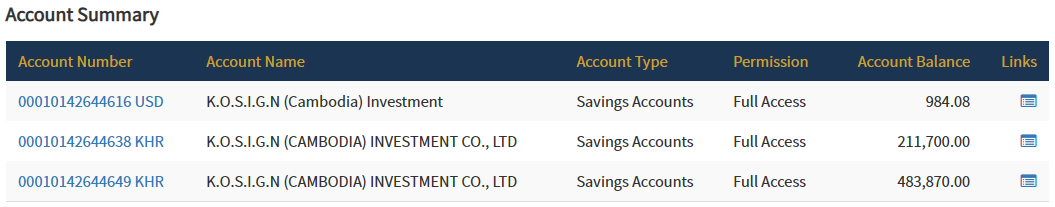 Account Summary
Account Number Account Name Account Type Permission Account Balance Links
00010142644616 USD K.O.S.I.G.N (Cambodia) Investment Savings Accounts Full Access 984.08
00010142644638 KHR K.O.S.I.G.N (CAMBODIA) INVESTMENT CO., LTD Savings Accounts Full Access 211,700.00
00010142644649 KHR K.O.S.I.G.N (CAMBODIA) INVESTMENT CO., LTD Savings Accounts Full Access 483,870.00